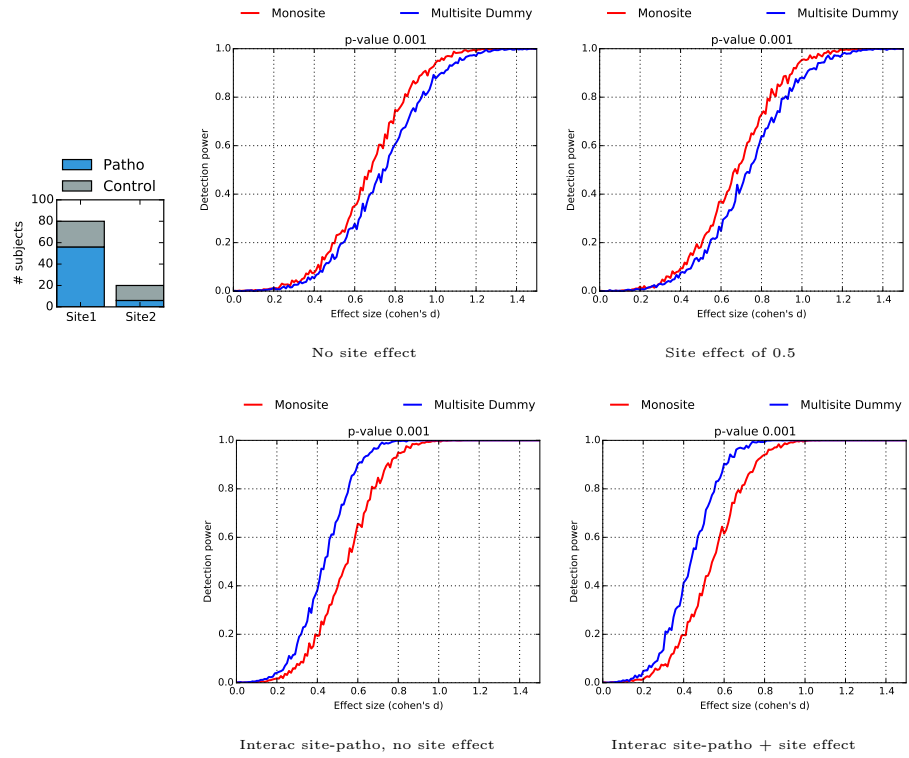 Monosite Multisite Dummy
p-value 0.001
1.0
0.8
0.6
0.4
0.2
0.0
Detection power
0.0 0.2 0.4 0.6 0.8 1.0 1.2 1.4
Effect size (cohen's d)
No site effect
Monosite Multisite Dummy
p-value 0.001
1.0
0.8
0.6
0.4
0.2
0.0
Detection power
0.0 0.2 0.4 0.6 0.8 1.0 1.2 1.4
Effect size (cohen's d)
Site effect of 0.5
Patho
Control
100
80
60
40
20
0
# subjects
Site1 Site2
Monosite Multisite Dummy
p-value 0.001
1.0
0.8
0.6
0.4
0.2
0.0
Detection power
0.0 0.2 0.4 0.6 0.8 1.0 1.2 1.4
Effect size (cohen's d)
Interac site-patho, no site effect
Monosite Multisite Dummy
p-value 0.001
1.0
0.8
0.6
0.4
0.2
0.0
Detection power
0.0 0.2 0.4 0.6 0.8 1.0 1.2 1.4
Effect size (cohen's d)
Interac site-patho + site effect